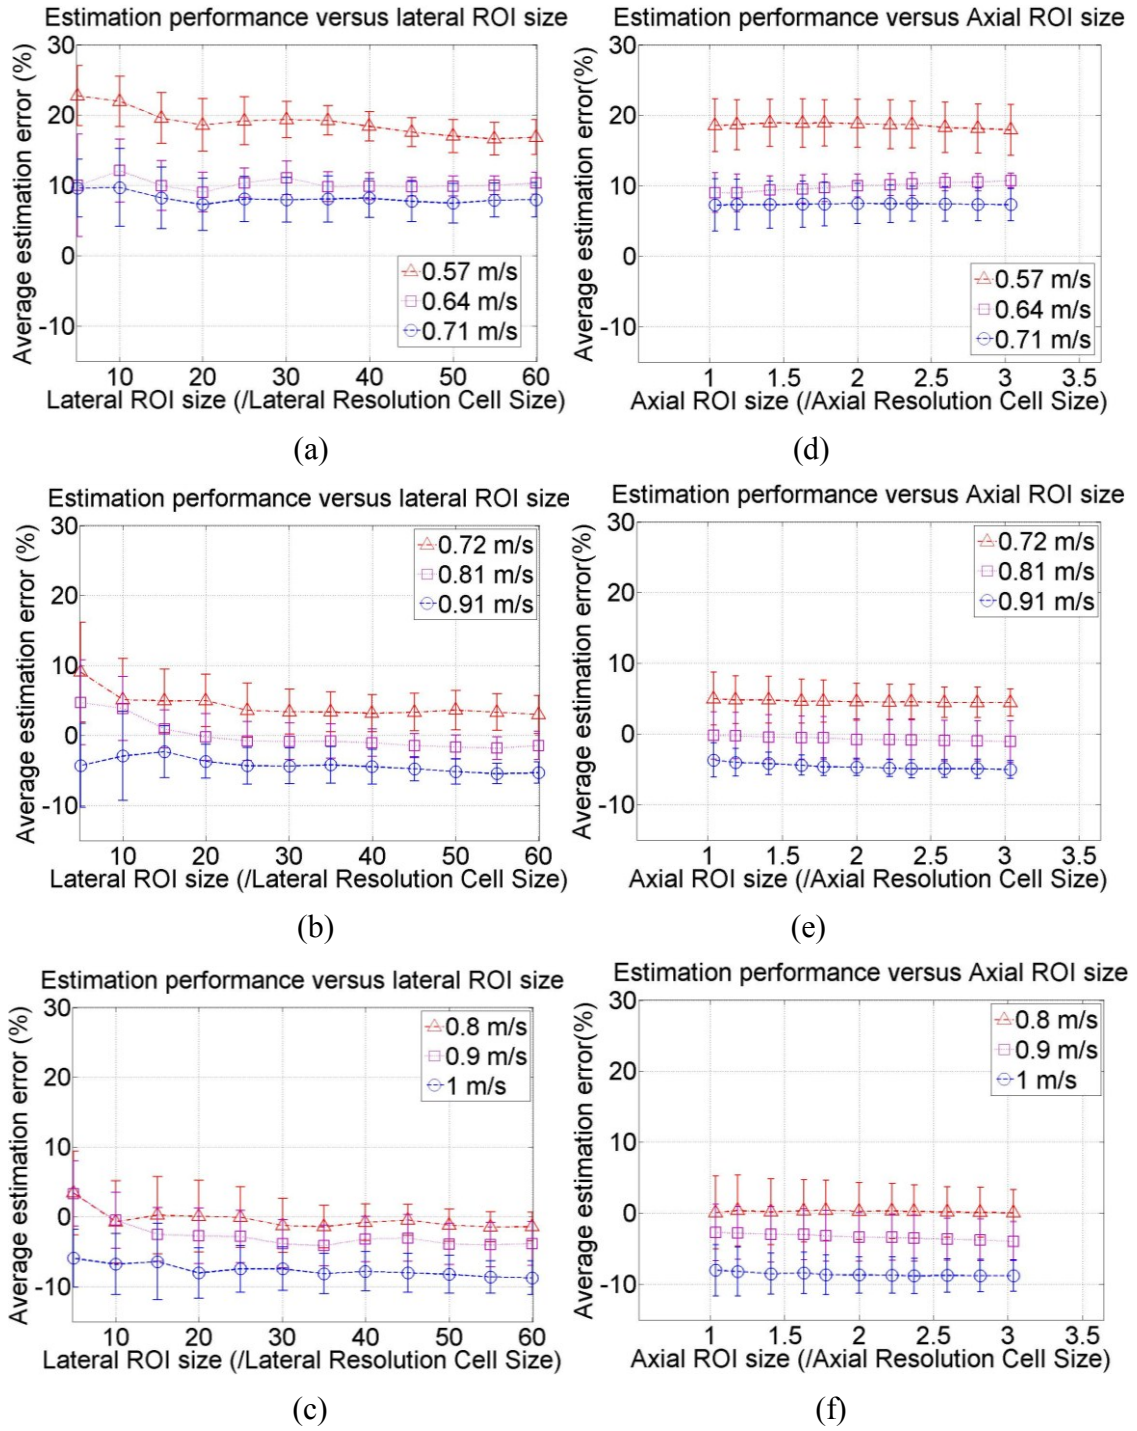 Estimation performance versus lateral ROI size
Average estimation error (%)
30
20
10
0
-10
0.57 m/s
0.64 m/s
0.71 m/s
10 20 30 40 50 60
Lateral ROI size (/Lateral Resolution Cell Size)
(a)
Estimation performance versus Axial ROI size
Average estimation error(%)
30
20
10
0
-10
0.57 m/s
0.64 m/s
0.71 m/s
1 1.5 2 2.5 3 3.5
Axial ROI size (/Axial Resolution Cell Size)
(d)
Estimation performance versus lateral ROI size
Average estimation error (%)
30
20
10
0
-10
0.72 m/s
0.81 m/s
0.91 m/s
10 20 30 40 50 60
Lateral ROI size (/Lateral Resolution Cell Size)
(b)
Estimation performance versus Axial ROI size
Average estimation error(%)
30
20
10
0
-10
0.72 m/s
0.81 m/s
0.91 m/s
1 1.5 2 2.5 3 3.5
Axial ROI size (/Axial Resolution Cell Size)
(e)
Estimation performance versus lateral ROI size
Average estimation error (%)
30
20
10
0
-10
0.8 m/s
0.9 m/s
1 m/s
10 20 30 40 50 60
Lateral ROI size (/Lateral Resolution Cell Size)
(c)
Estimation performance versus Axial ROI size
Average estimation error(%)
30
20
10
0
-10
0.8 m/s
0.9 m/s
1 m/s
1 1.5 2 2.5 3 3.5
Axial ROI size (/Axial Resolution Cell Size)
(f)